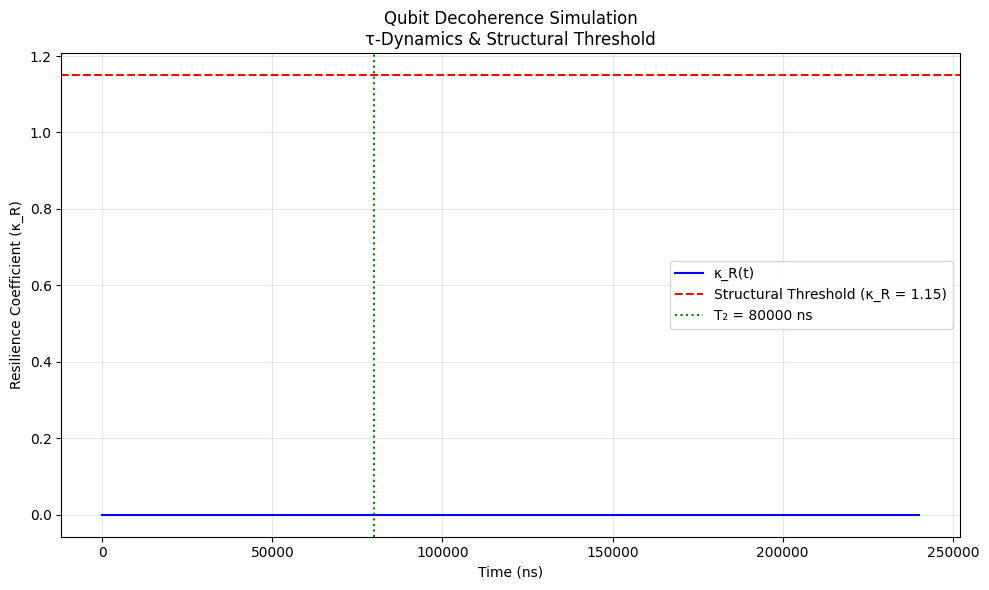 Qubit Decoherence Simulation
τ-Dynamics & Structural Threshold
Resilience Coefficient (κ_R)
1.2
1.0
0.8
0.6
0.4
0.2
0.0
κ_R(t)
Structural Threshold (κ_R = 1.15)
T₂ = 80000 ns
0 50000 100000 150000 200000 250000
Time (ns)